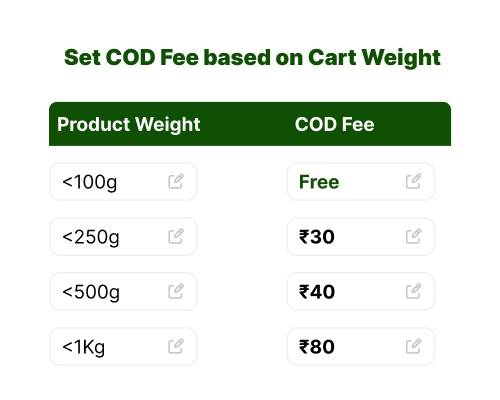 Set COD Fee based on Cart Weight
Product Weight COD Fee
<100g Free
<250g ₹30
<500g ₹40
<1Kg ₹80